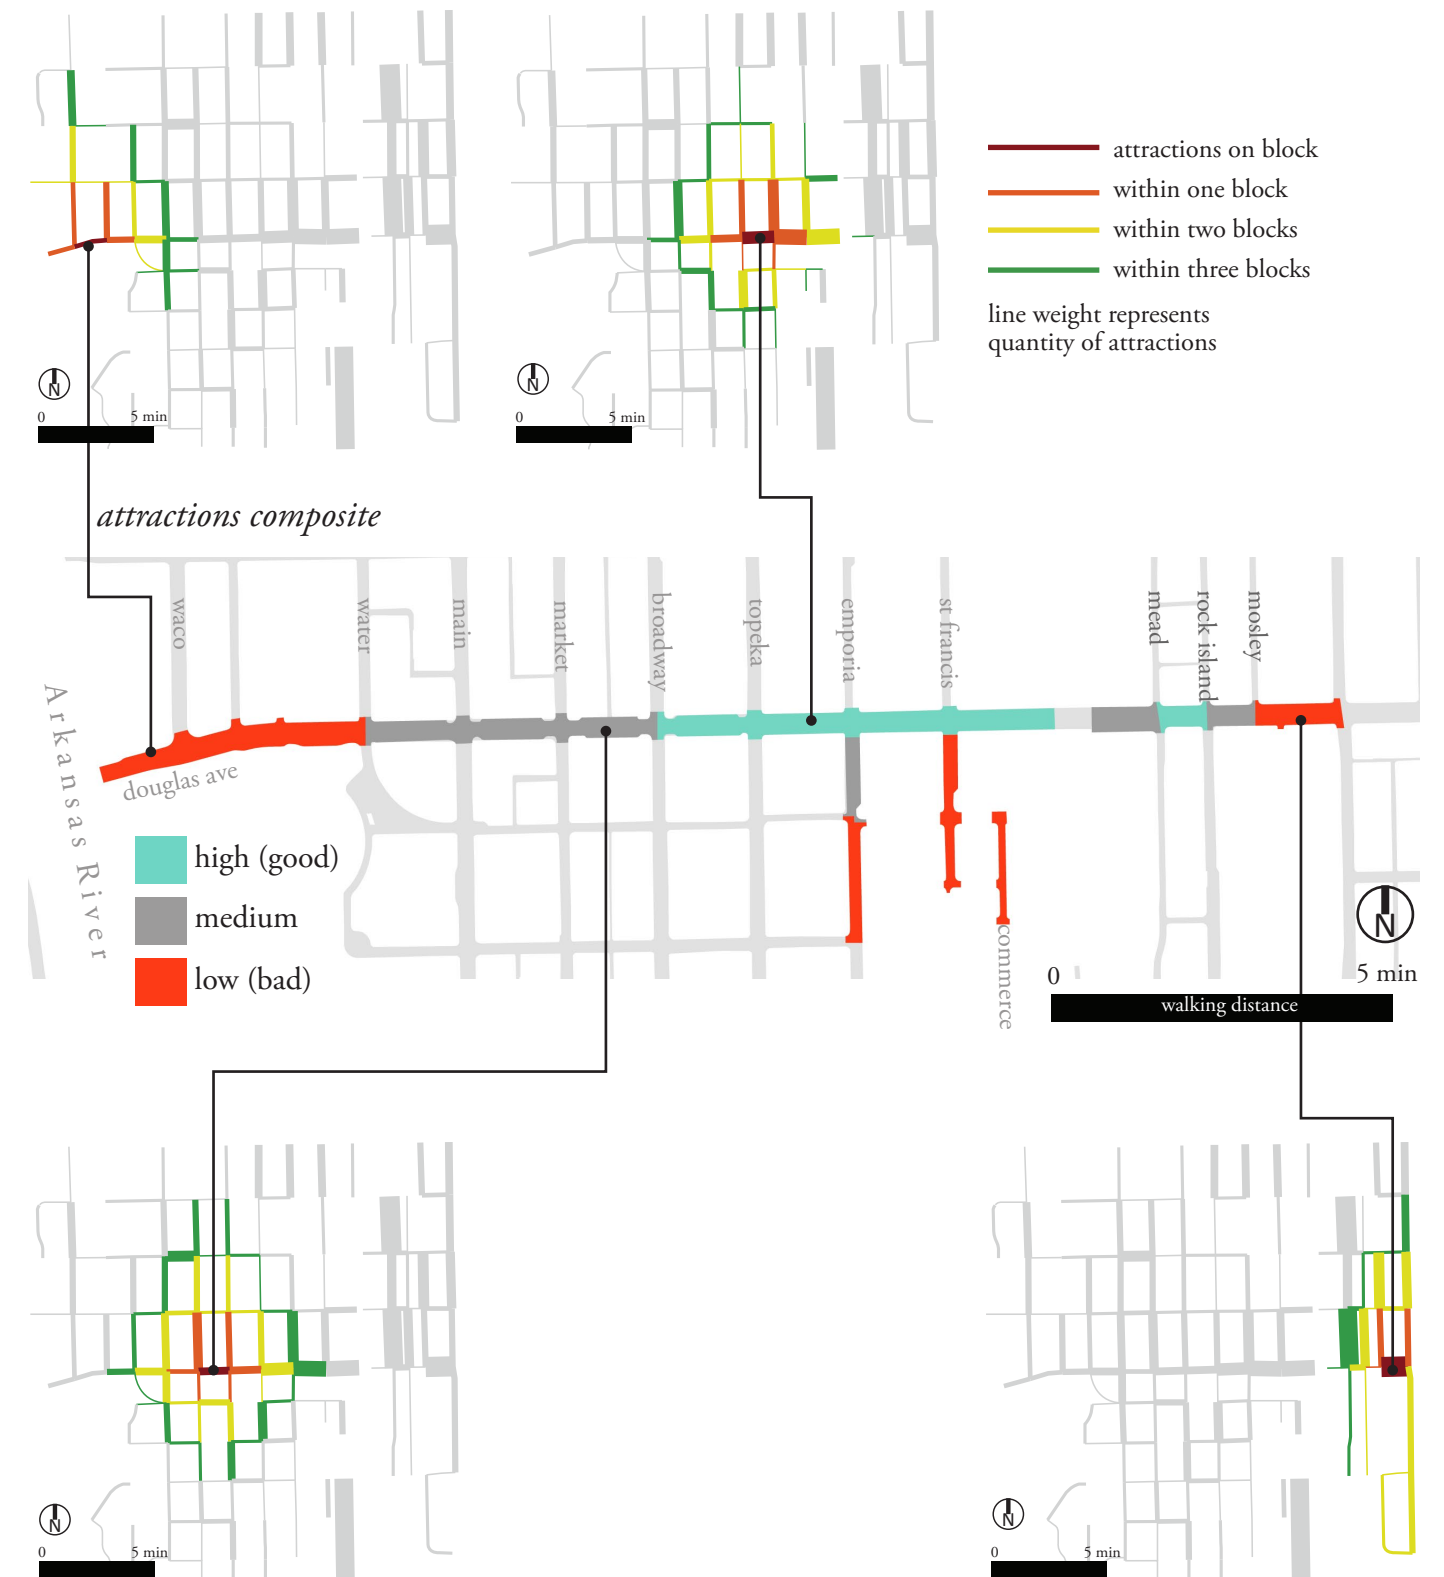 attractions on block
within one block
within two blocks
within three blocks
line weight represents
quantity of attractions
N
0 5 min
N
0 5 min
attractions composite
waco
water
main
market
broadway
topeka
emporia
st francis
mead
rock island
mosley
Arkansas River
douglas ave
high (good)
medium
low (bad)
commerce
N
0 5 min
walking distance
N
0 5 min
N
0 5 min